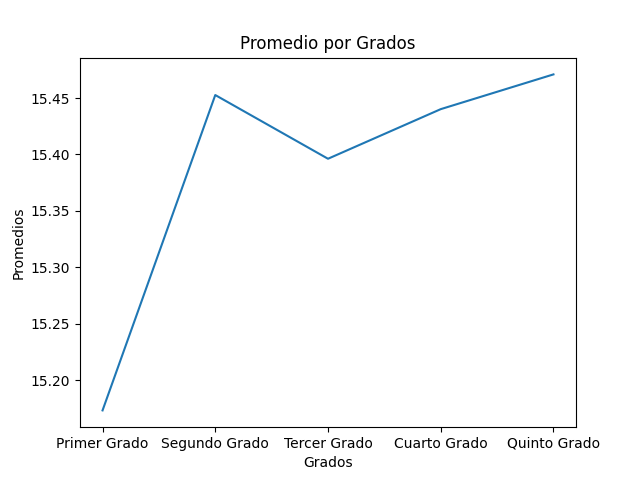 Promedio por Grados
Promedios
15.45
15.40
15.35
15.30
15.25
15.20
Primer Grado Segundo Grado Tercer Grado Cuarto Grado Quinto Grado
Grados